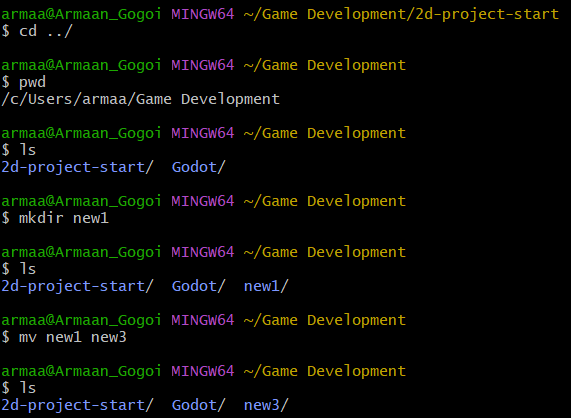 armaa@Armaan_Gogoi MINGW64 ~/Game Development/2d-project-start
$ cd ../
armaa@Armaan_Gogoi MINGW64 ~/Game Development
$ pwd
/c/Users/armaa/Game Development
armaa@Armaan_Gogoi MINGW64 ~/Game Development
$ ls
2d-project-start/  Godot/
armaa@Armaan_Gogoi MINGW64 ~/Game Development
$ mkdir new1
armaa@Armaan_Gogoi MINGW64 ~/Game Development
$ ls
2d-project-start/  Godot/  new1/
armaa@Armaan_Gogoi MINGW64 ~/Game Development
$ mv new1 new3
armaa@Armaan_Gogoi MINGW64 ~/Game Development
$ ls
2d-project-start/  Godot/  new3/